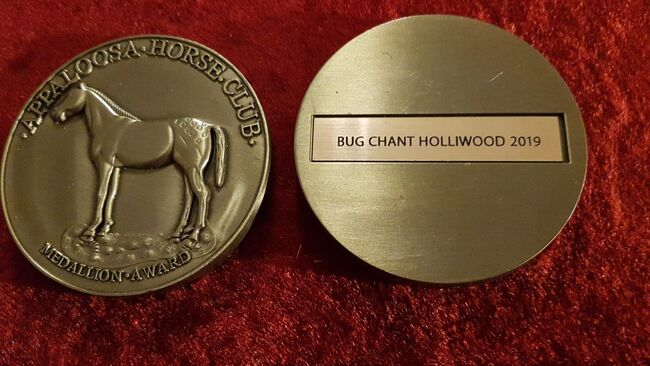 ·APPALOOSA·HORSE·CLUB·
MEDALLION·AWARD
BUG CHANT HOLLIWOOD 2019